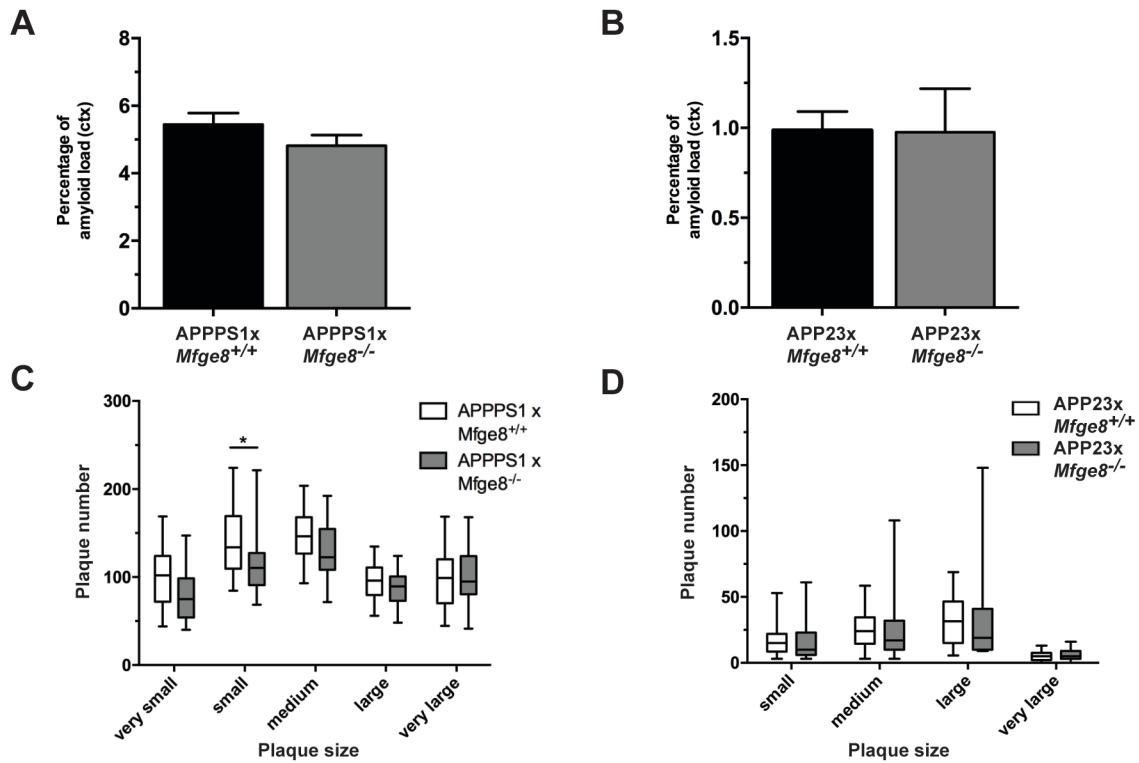 A
Percentage of
amyloid load (ctx)
8
6
4
2
0
APPPS1x
Mfge8+/+
APPPS1x
Mfge8-/-
B
Percentage of
amyloid load (ctx)
1.5
1.0
0.5
0.0
APP23x
Mfge8+/+
APP23x
Mfge8-/-
C
Plaque number
300
200
100
0
*
APPPS1 x
Mfge8+/+
APPPS1 x
Mfge8-/-
very small
small
medium
large
very large
Plaque size
D
Plaque number
200
150
100
50
0
APP23x
Mfge8+/+
APP23x
Mfge8-/-
small
medium
large
very large
Plaque size